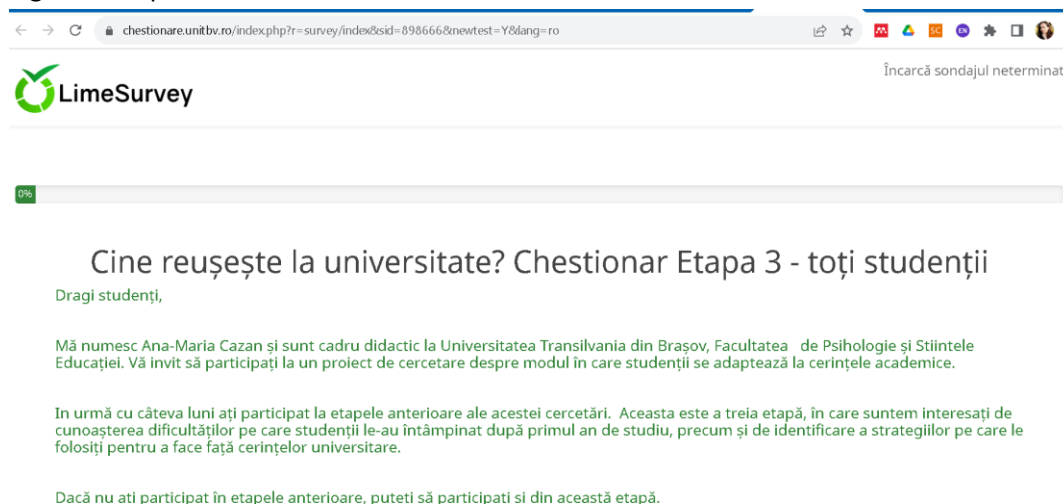 chestionare.unitbv.ro/index.php?r=survey/index&sid=898666&newtest=Y&lang=ro
SC
EN
Încarcă sondajul neterminat
LimeSurvey
0%
Cine reușește la universitate? Chestionar Etapa 3 - toți studenții
Dragi studenți,
Mă numesc Ana-Maria Cazan și sunt cadru didactic la Universitatea Transilvania din Brașov, Facultatea de Psihologie și Stiintele
Educației. Vă invit să participați la un proiect de cercetare despre modul în care studenții se adaptează la cerințele academice.
In urmă cu câteva luni ați participat la etapele anterioare ale acestei cercetări. Aceasta este a treia etapă, în care suntem interesați de
cunoașterea dificultăților pe care studenții le-au întâmpinat după primul an de studiu, precum și de identificare a strategiilor pe care le
folosiți pentru a face față cerințelor universitare.
Dacă nu ați participat în etapele anterioare, puteți să participați și din această etapă.